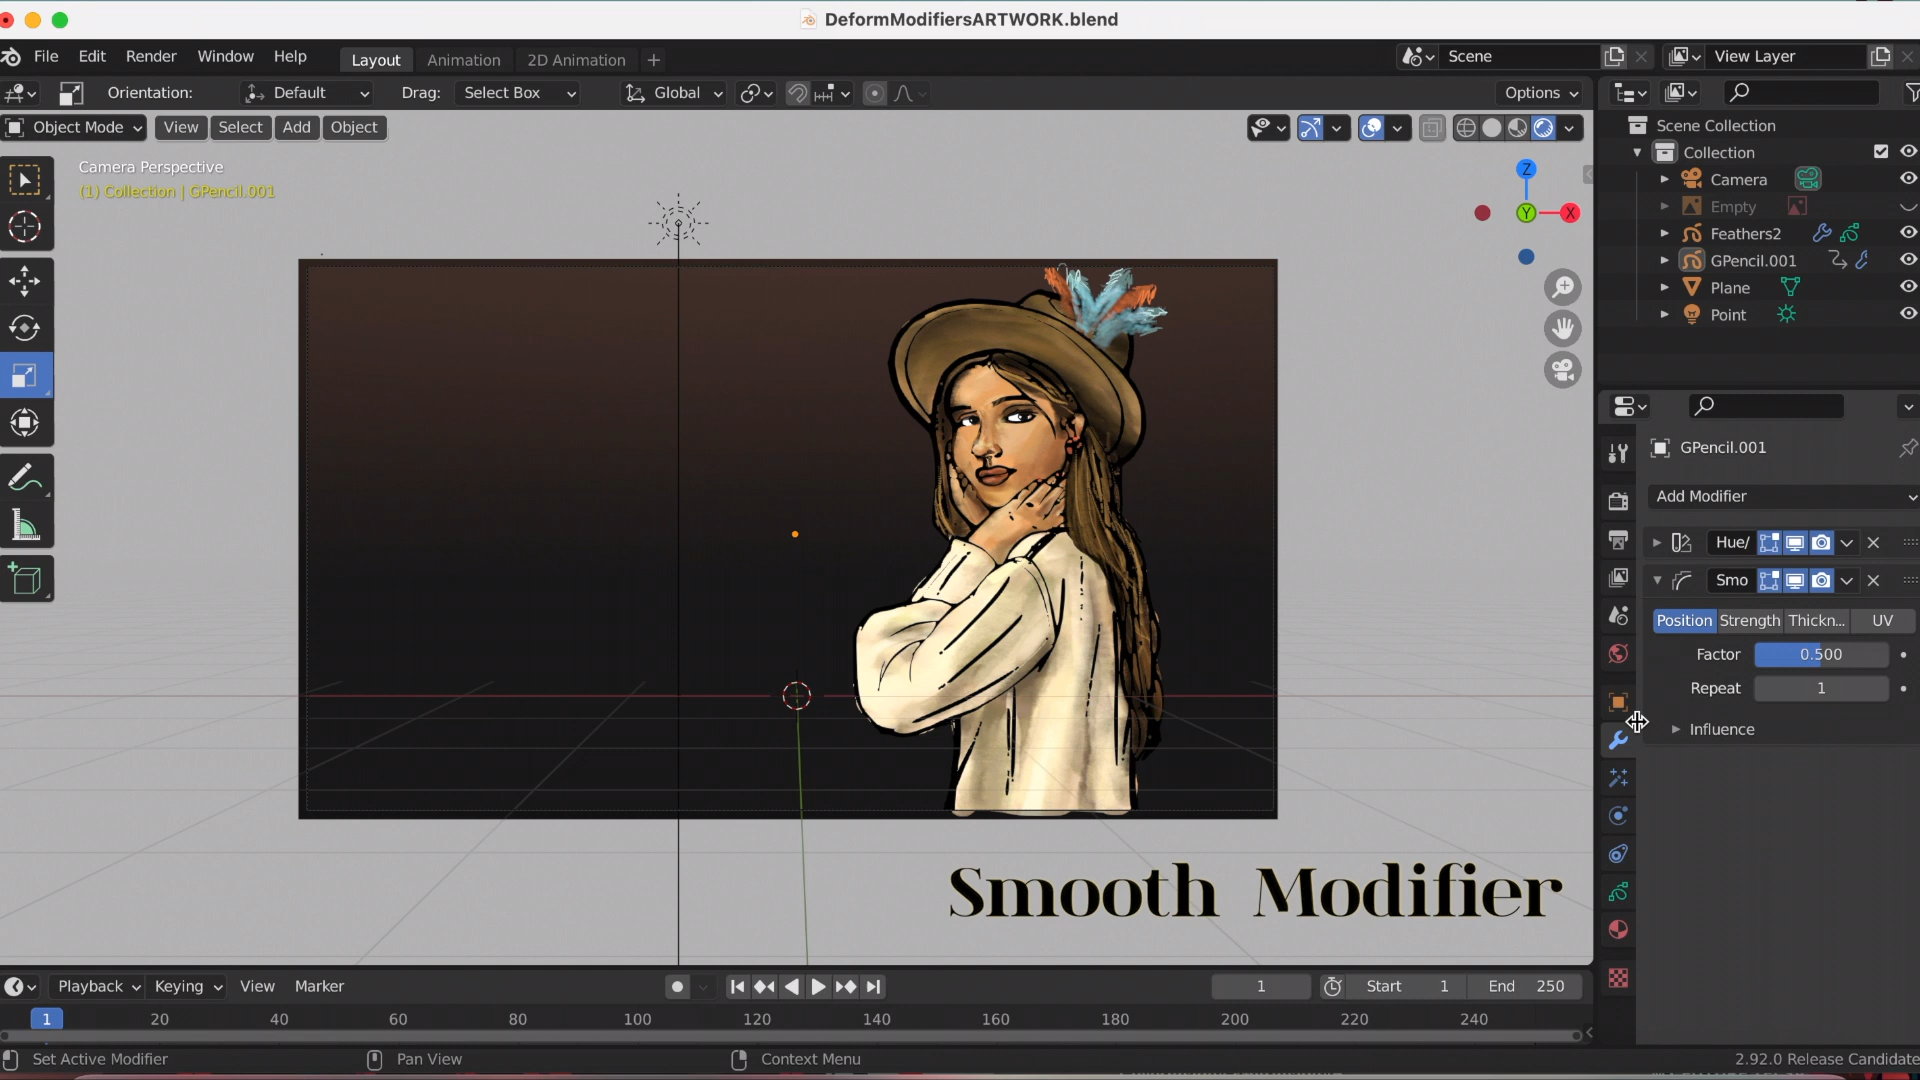 DeformModifiersARTWORK.blend
File Edit Render Window Help Layout Animation 2D Animation + Scene View Layer
Orientation: Default Drag: Select Box Global Options
Object Mode View Select Add Object
Camera Perspective
(1) Collection | GPencil.001
Z
Y X
Scene Collection
Collection
Camera
Empty
Feathers2
GPencil.001
Plane
Point
GPencil.001
Add Modifier
Hue/
Smo
Position Strength Thickn... UV
Factor 0.500
Repeat 1
Influence
Smooth Modifier
Playback Keying View Marker 1 Start 1 End 250
1 20 40 60 80 100 120 140 160 180 200 220 240
Set Active Modifier Pan View Context Menu 2.92.0 Release Candidate